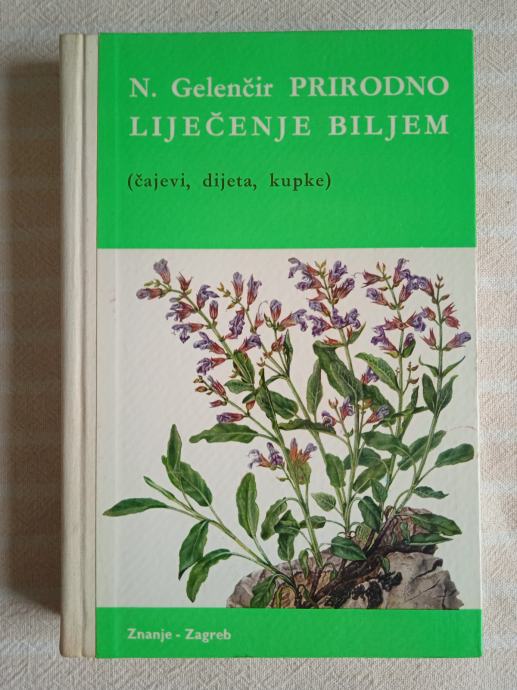 N. Gelenčir PRIRODNO
LIJEČENJE BILJEM
(čajevi, dijeta, kupke)
Znanje - Zagreb